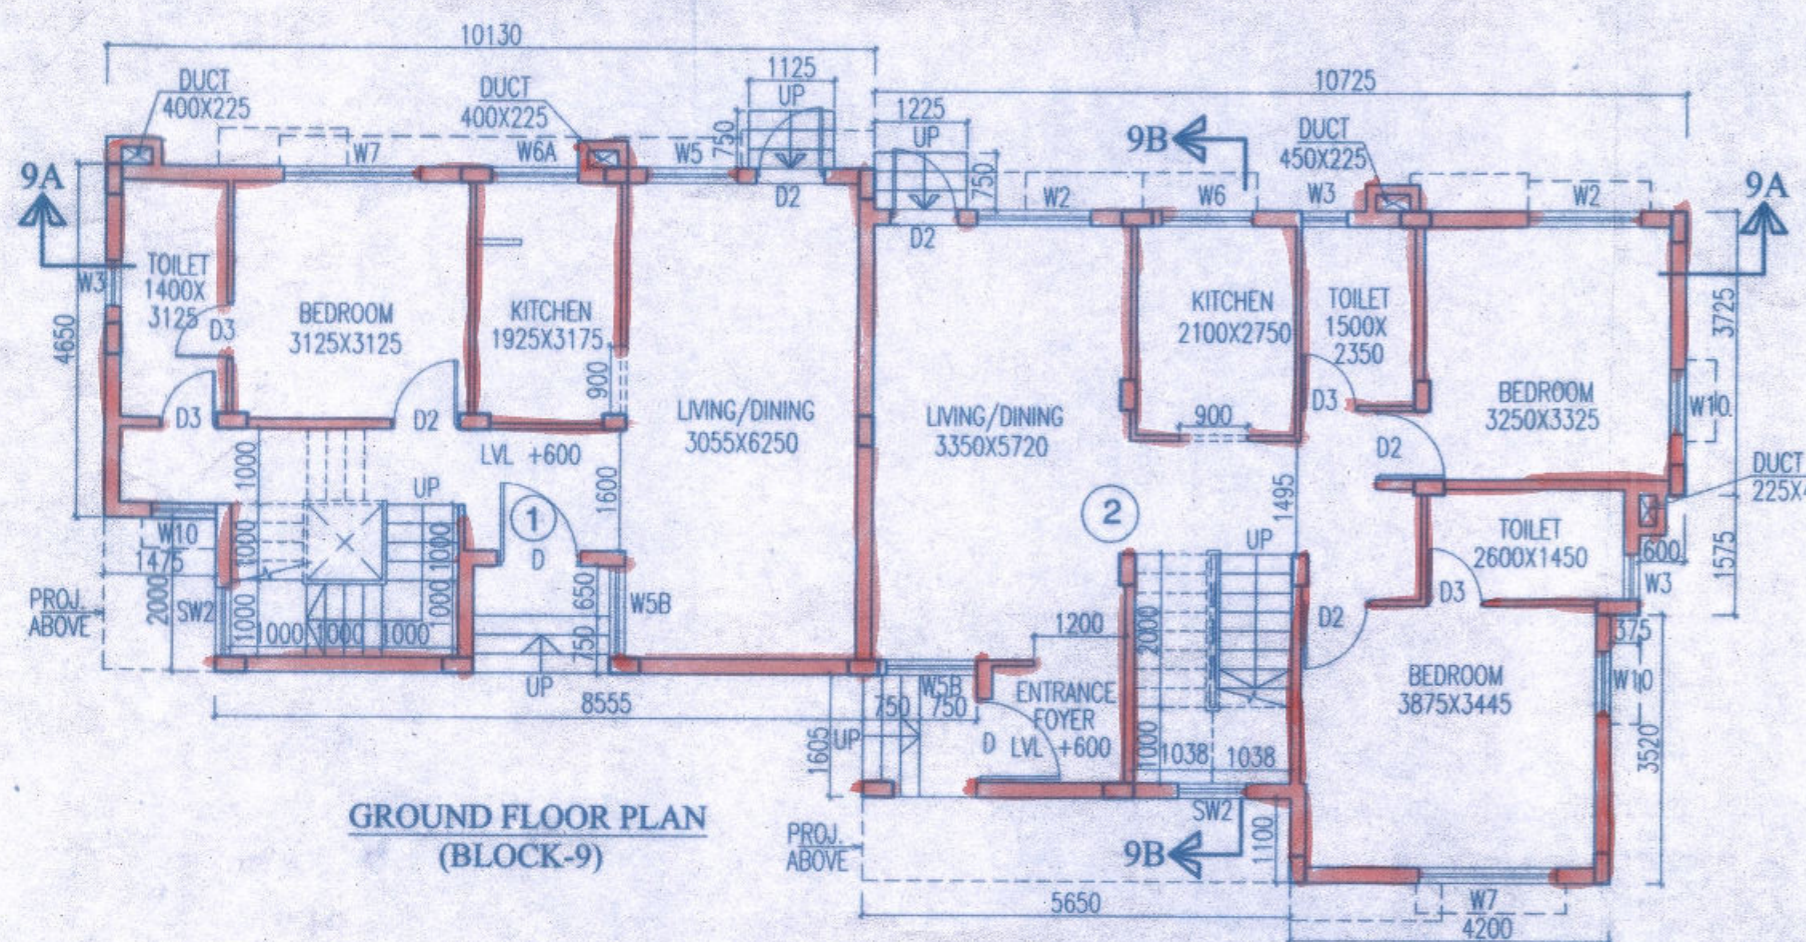 10130
DUCT
400X225
DUCT
400X225
1125
UP
750
10725
1225
UP
750
9B
DUCT
450X225
9A
9A
W7
W6A
W5
D2
D2
W2
W6
W3
W2
W3
4650
TOILET
1400X
3125
D3
BEDROOM
3125X3125
KITCHEN
1925X3175
900
LIVING/DINING
3055X6250
LIVING/DINING
3350X5720
KITCHEN
2100X2750
900
TOILET
1500X
2350
D3
BEDROOM
3250X3325
W10
3725
D3
D2
LVL +600
1000
UP
1600
1
D
2
1495
D2
DUCT
TOILET
2600X1450
600
1575
W3
D3
W10
1475
2000
PROJ.
ABOVE
SW2
1000
1000
1000
1000
1000
1000
1000
650
750
W5B
UP
8555
UP
2000
1000
1038
1038
D2
375
W10
BEDROOM
3875X3445
3520
1200
W5B
750
750
ENTRANCE
FOYER
LVL +600
D
UP
1605
SW2
1100
PROJ.
ABOVE
9B
GROUND FLOOR PLAN
(BLOCK-9)
5650
W7
4200